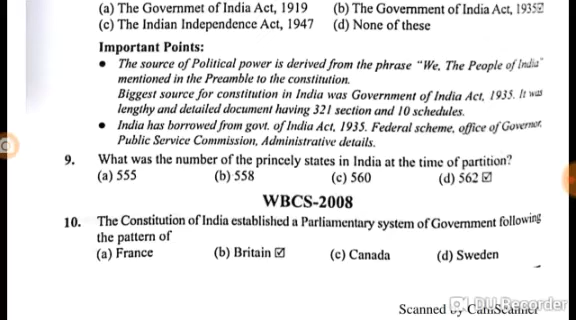 (a) The Governmet of India Act, 1919 (b) The Government of India Act, 1935☑
(c) The Indian Independence Act, 1947 (d) None of these
Important Points:
• The source of Political power is derived from the phrase "We, The People of India"
mentioned in the Preamble to the constitution.
Biggest source for constitution in India was Government of India Act, 1935. It was
lengthy and detailed document having 321 section and 10 schedules.
• India has borrowed from govt. of India Act, 1935. Federal scheme, office of Governor,
Public Service Commission, Administrative details.
9. What was the number of the princely states in India at the time of partition?
(a) 555 (b) 558 (c) 560 (d) 562 ☑
WBCS-2008
10. The Constitution of India established a Parliamentary system of Government following
the pattern of
(a) France (b) Britain ☑ (c) Canada (d) Sweden
Scanned by CamScanner
DU Recorder